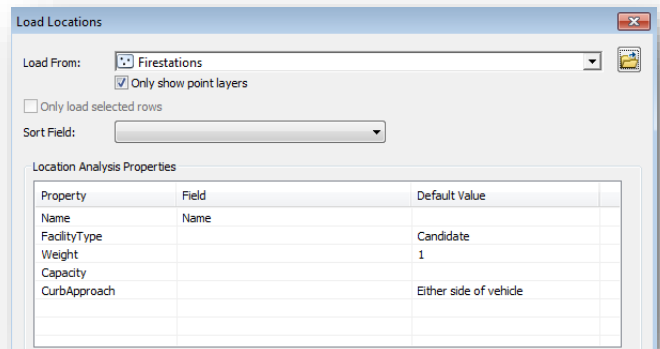 Load Locations
Load From: Firestations
Only show point layers
Only load selected rows
Sort Field:
Location Analysis Properties
Property Field Default Value
Name Name
FacilityType Candidate
Weight 1
Capacity
CurbApproach Either side of vehicle